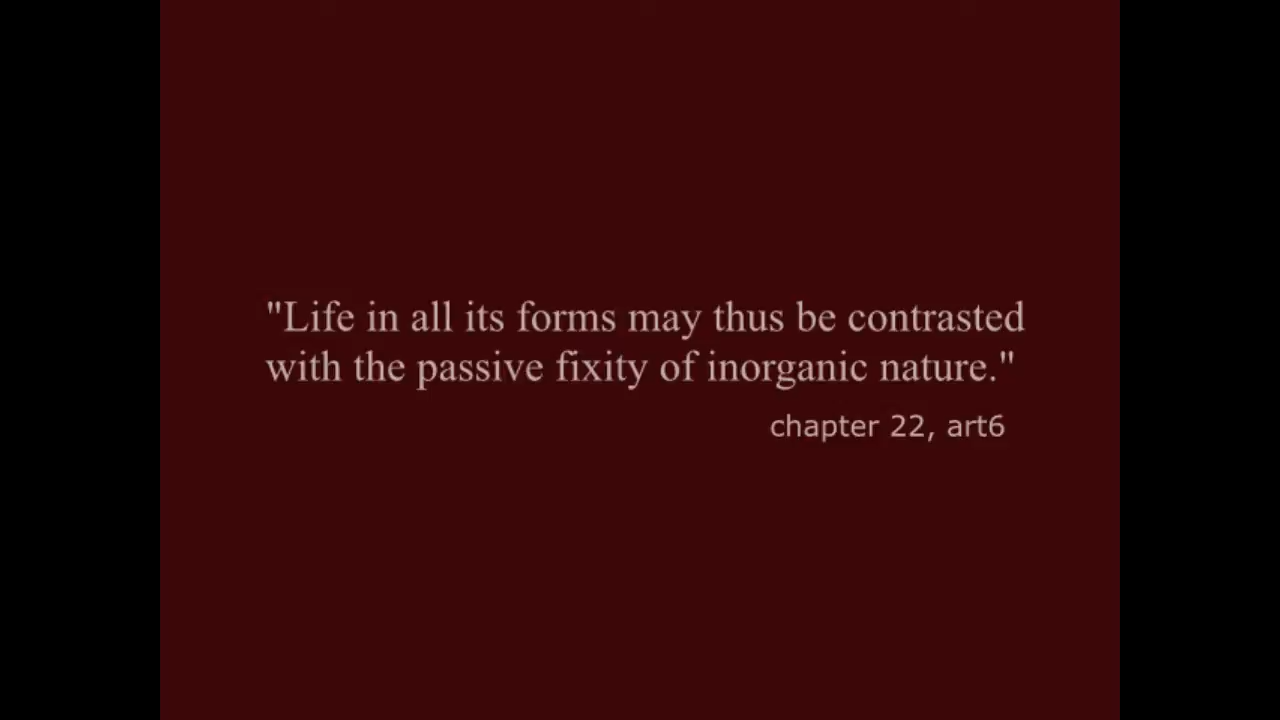 "Life in all its forms may thus be contrasted
with the passive fixity of inorganic nature."
chapter 22, art6